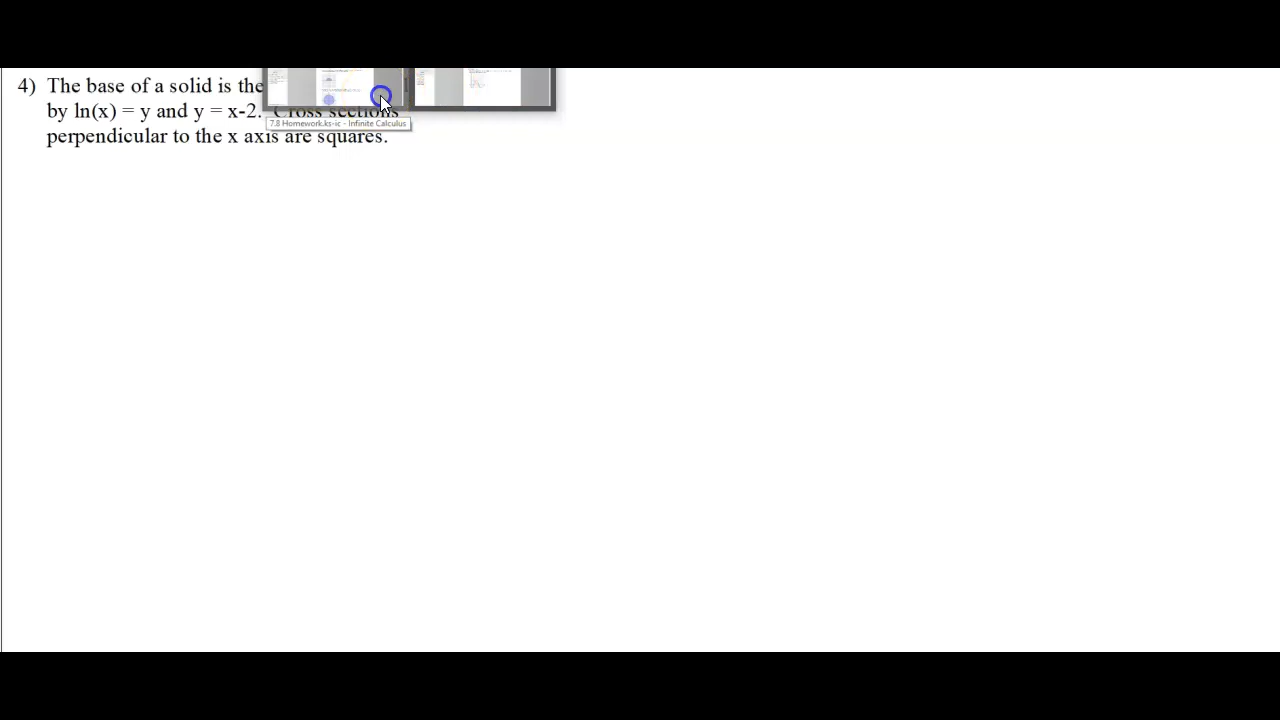 4) The base of a solid is the
by ln(x) = y and y = x-2. Cross sections
7.8 Homework.ks-ic - Infinite Calculus
perpendicular to the x axis are squares.